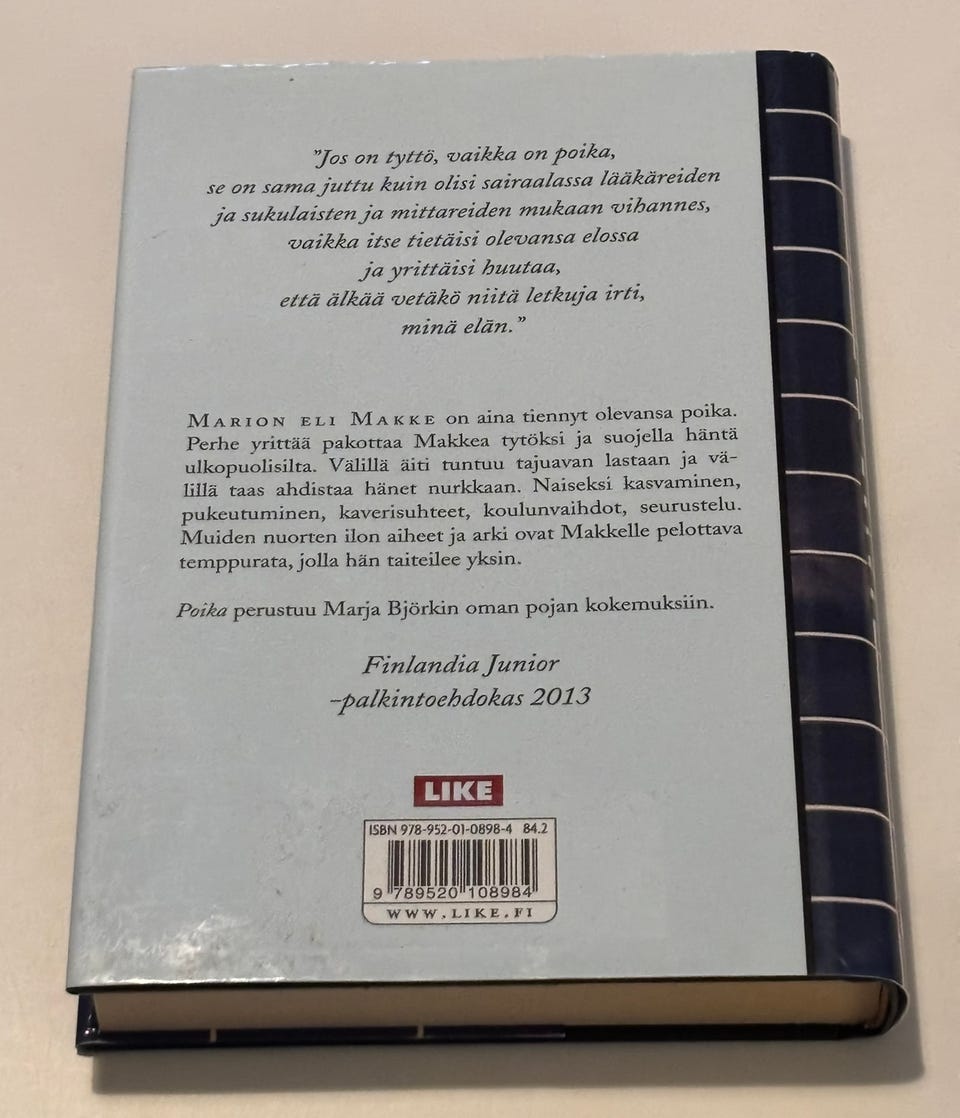 "Jos on tyttö, vaikka on poika,
se on sama juttu kuin olisi sairaalassa lääkäreiden
ja sukulaisten ja mittareiden mukaan vihannes,
vaikka itse tietäisi olevansa elossa
ja yrittäisi huutaa,
että älkää vetäkö niitä letkuja irti,
minä elän."
MARION ELI MAKKE on aina tiennyt olevansa poika.
Perhe yrittää pakottaa Makkea tytöksi ja suojella häntä
ulkopuolisilta. Välillä äiti tuntuu tajuavan lastaan ja vä-
lillä taas ahdistaa hänet nurkkaan. Naiseksi kasvaminen,
pukeutuminen, kaverisuhteet, koulunvaihdot, seurustelu.
Muiden nuorten ilon aiheet ja arki ovat Makkelle pelottava
temppurata, jolla hän taiteilee yksin.
Poika perustuu Marja Björkin oman pojan kokemuksiin.
Finlandia Junior
–palkintoehdokas 2013
LIKE
ISBN 978-952-01-0898-4 84.2
9 789520 108984
WWW.LIKE.FI